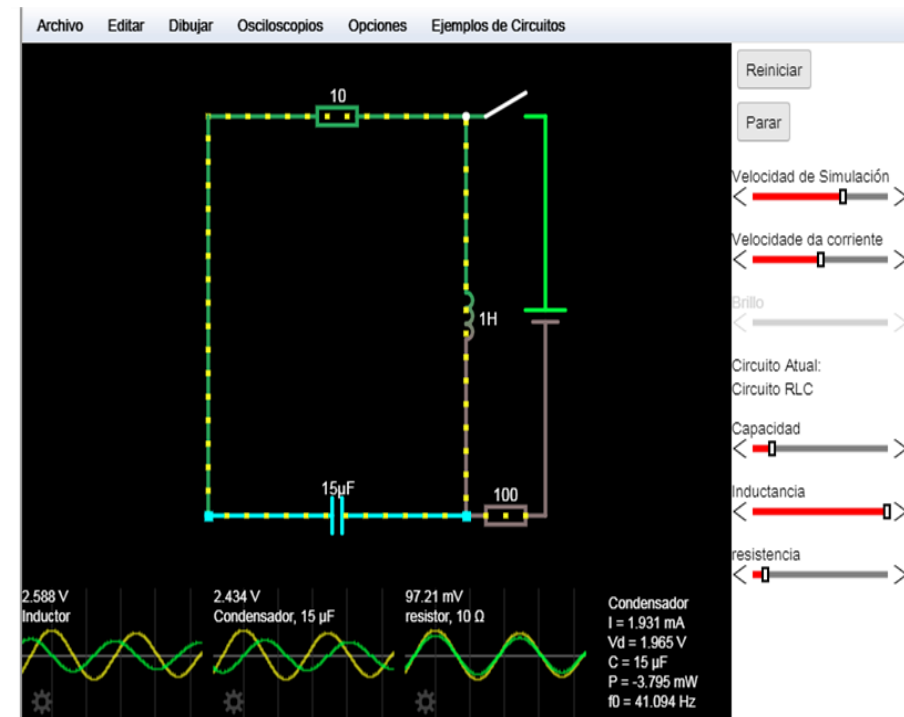 Archivo Editar Dibujar Osciloscopios Opciones Ejemplos de Circuitos
Reiniciar
Parar
Velocidad de Simulación
Velocidade da corriente
Brillo
Circuito Atual:
Circuito RLC
Capacidad
Inductancia
resistencia
10
1H
15µF
100
2.588 V
Inductor
2.434 V
Condensador, 15 µF
97.21 mV
resistor, 10 Ω
Condensador
I = 1.931 mA
Vd = 1.965 V
C = 15 µF
P = -3.795 mW
f0 = 41.094 Hz